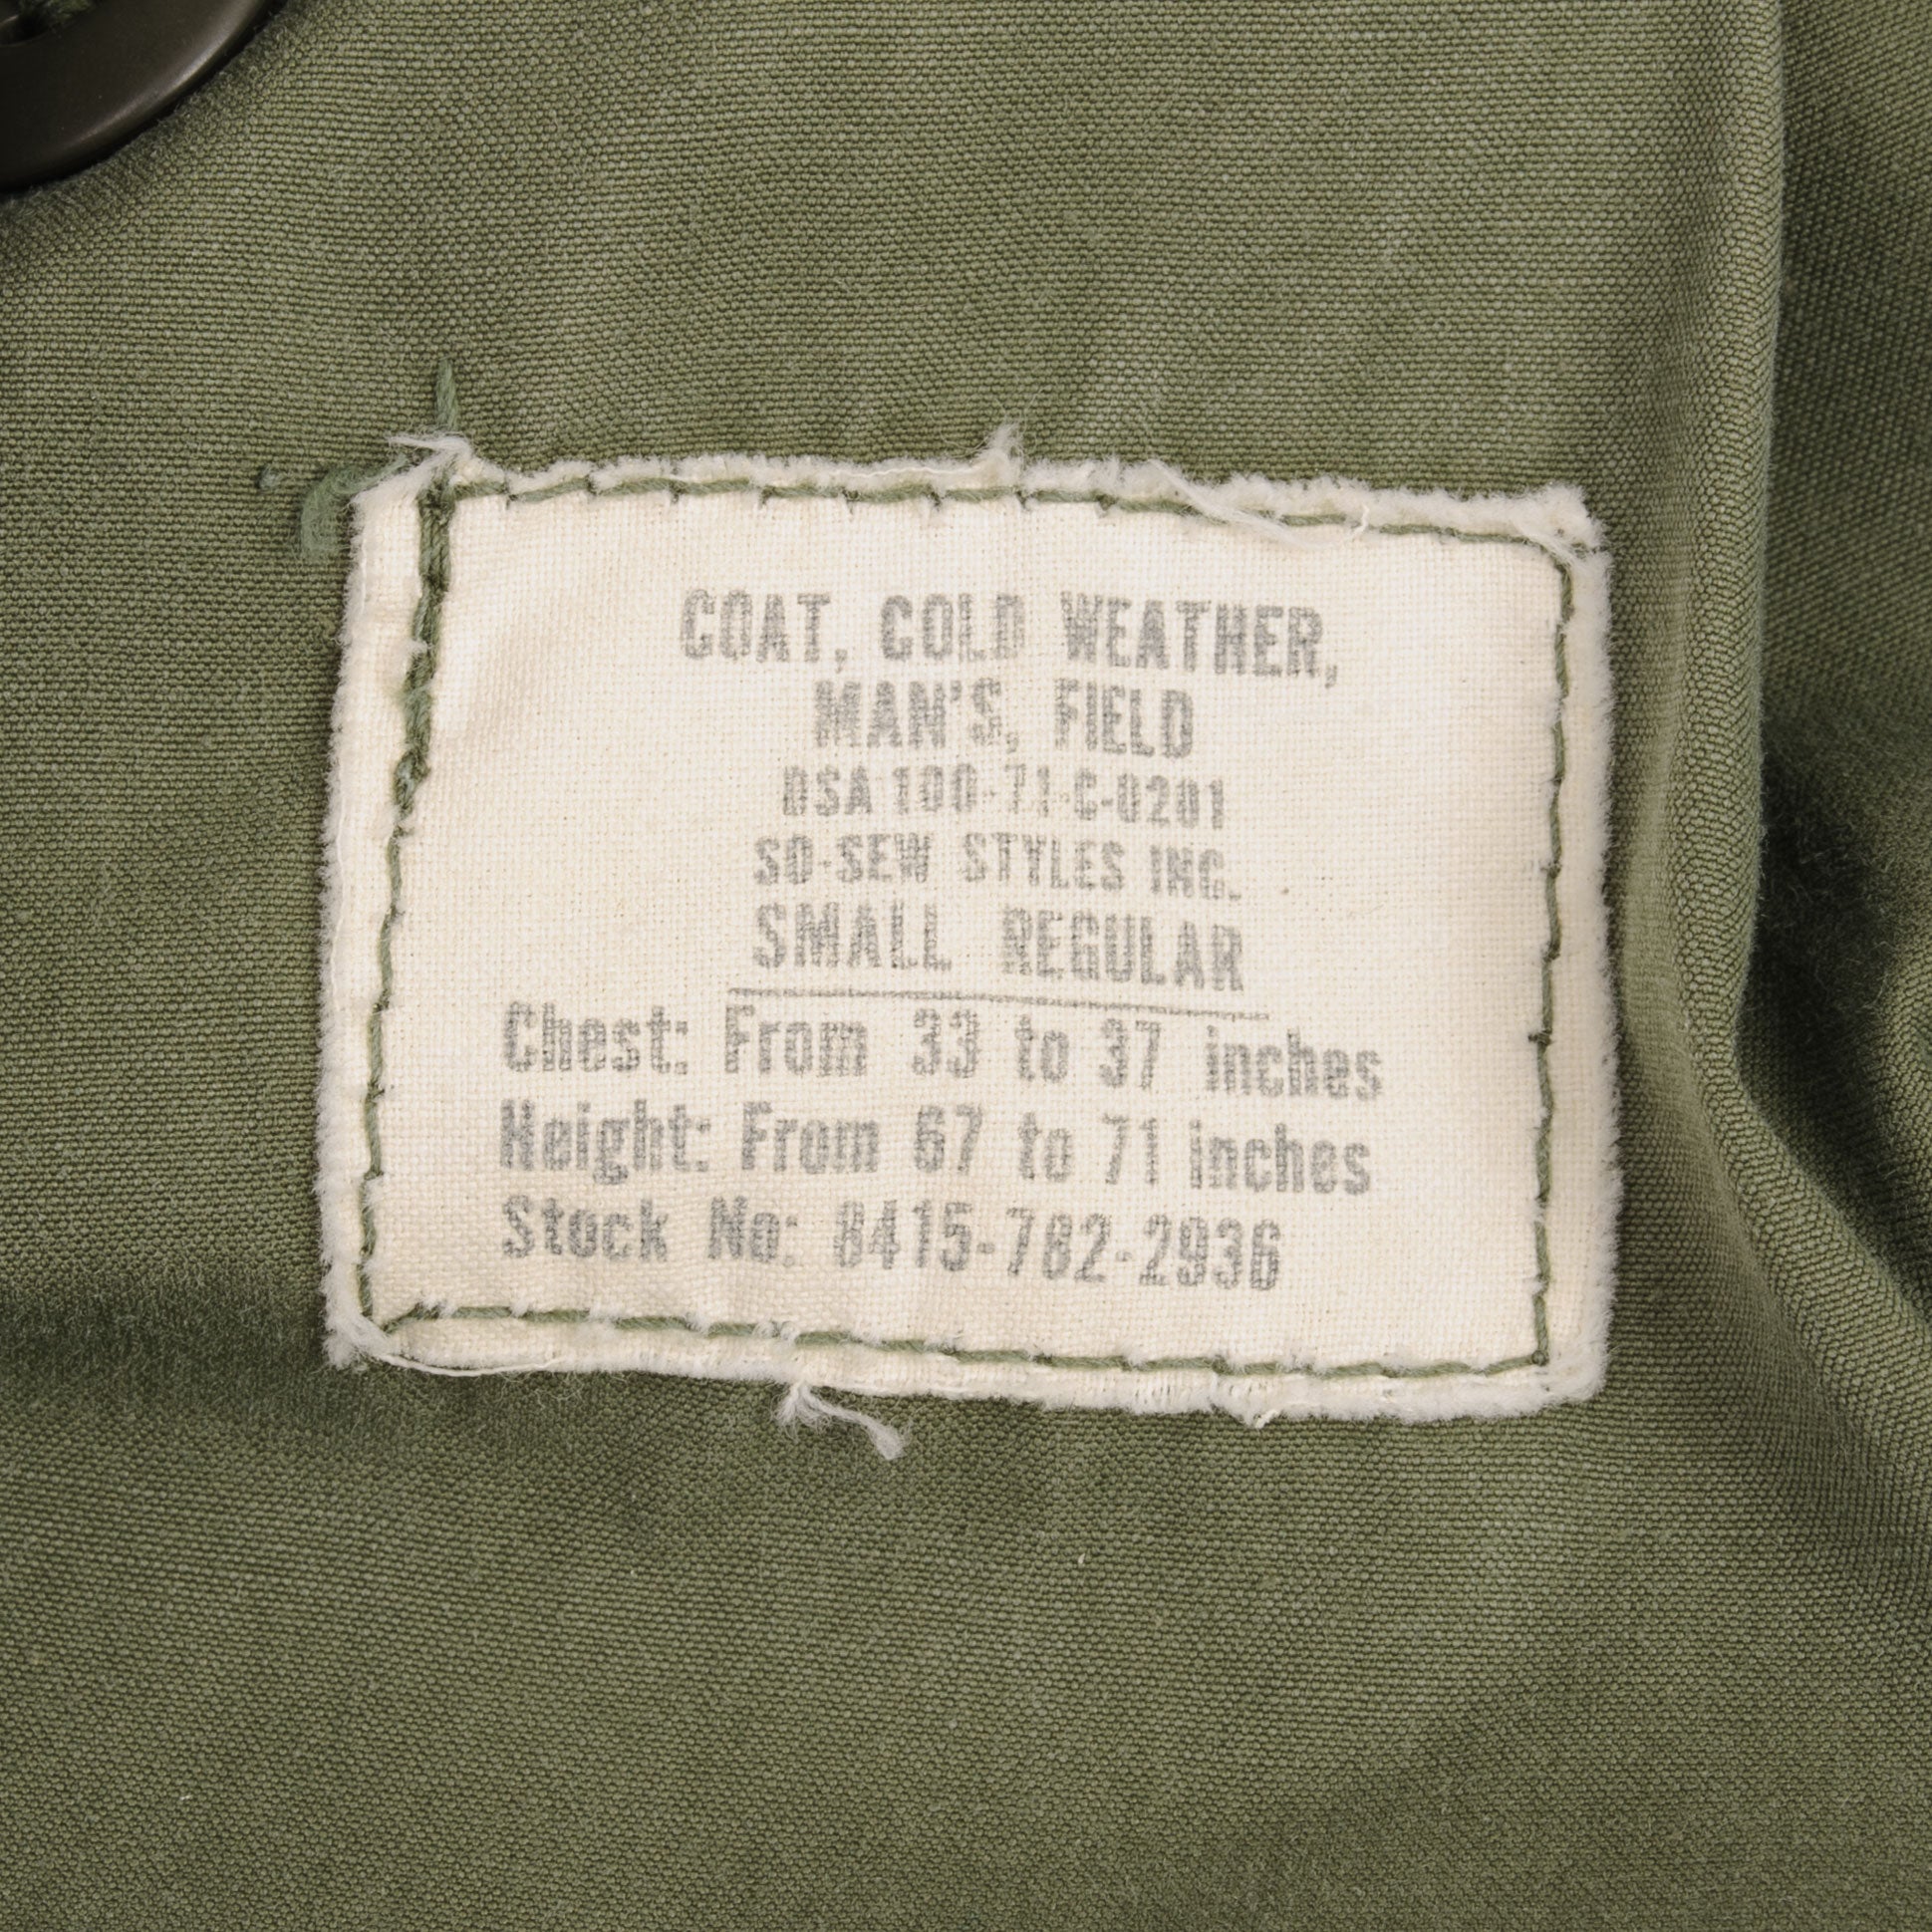 COAT, COLD WEATHER,
MAN'S, FIELD
DSA 100-71-C-0201
SO-SEW STYLES INC.
SMALL REGULAR
Chest: From 33 to 37 inches
Height: From 67 to 71 inches
Stock No: 8415-782-2936